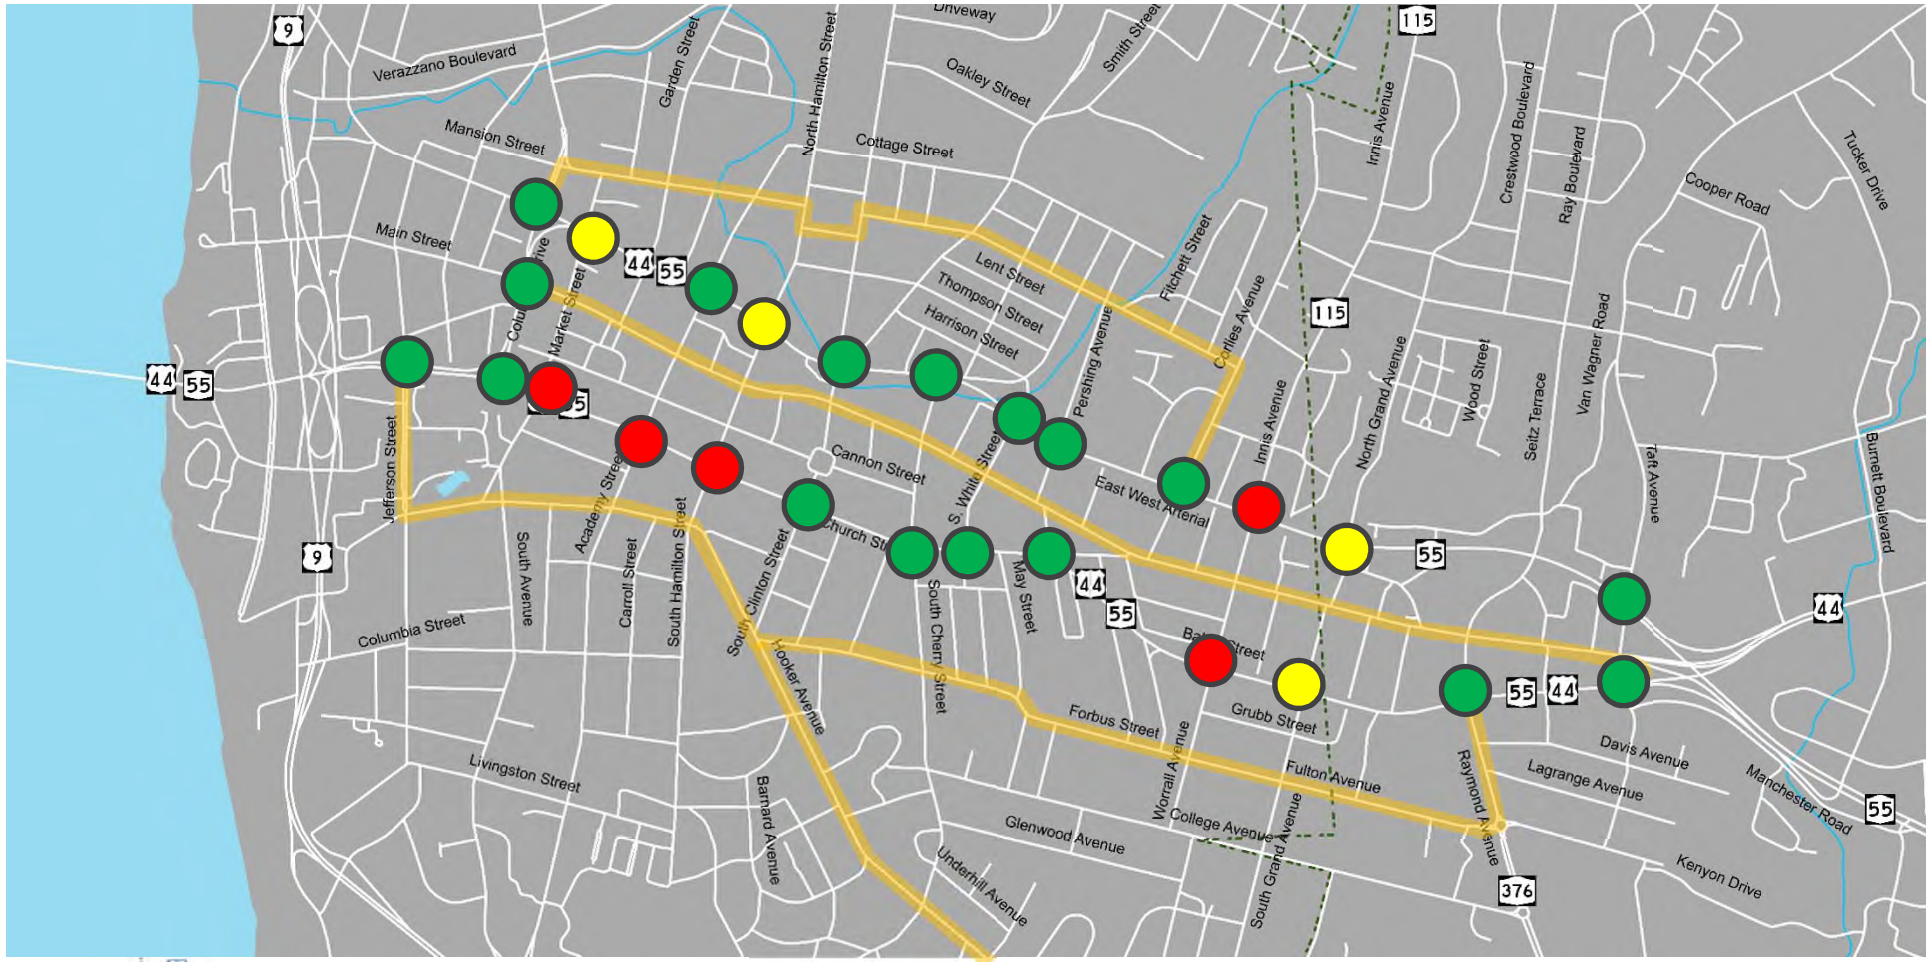 Driveway
115
9
Verazzano Boulevard
Garden Street
North Hamilton Street
Smith Street
Oakley Street
Innis Avenue
Crestwood Boulevard
Ray Boulevard
Tucker Drive
Mansion Street
Cottage Street
Cooper Road
Main Street
44
55
Lent Street
Thompson Street
Harrison Street
Fitchett Street
Corlies Avenue
115
Market Street
Pershing Avenue
North Grand Avenue
Wood Street
Van Wagner Road
Seitz Terrace
44
55
Innis Avenue
Jefferson Street
Academy Street
Cannon Street
S. White Street
East West Arterial
Taft Avenue
Burnett Boulevard
9
South Avenue
Carroll Street
South Hamilton Street
South Clinton Street
Church St
55
44
55
May Street
South Cherry Street
44
Columbia Street
Hooker Avenue
Street
55
44
Grubb Street
Forbus Street
Davis Avenue
Livingston Street
Barnard Avenue
Worrall Avenue
Fulton Avenue
Raymond Avenue
Lagrange Avenue
Manchester Road
55
Glenwood Avenue
College Avenue
South Grand Avenue
Underhill Avenue
376
Kenyon Drive